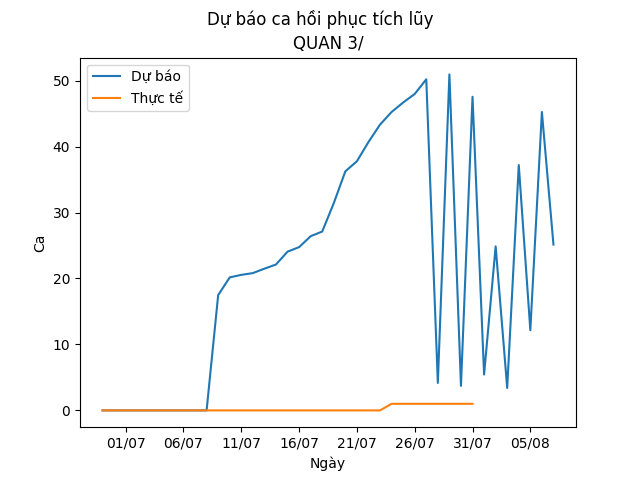 Dự báo ca hồi phục tích lũy
QUAN 3/
Dự báo
Thực tế
Ca
50
40
30
20
10
0
01/07 06/07 11/07 16/07 21/07 26/07 31/07 05/08
Ngày